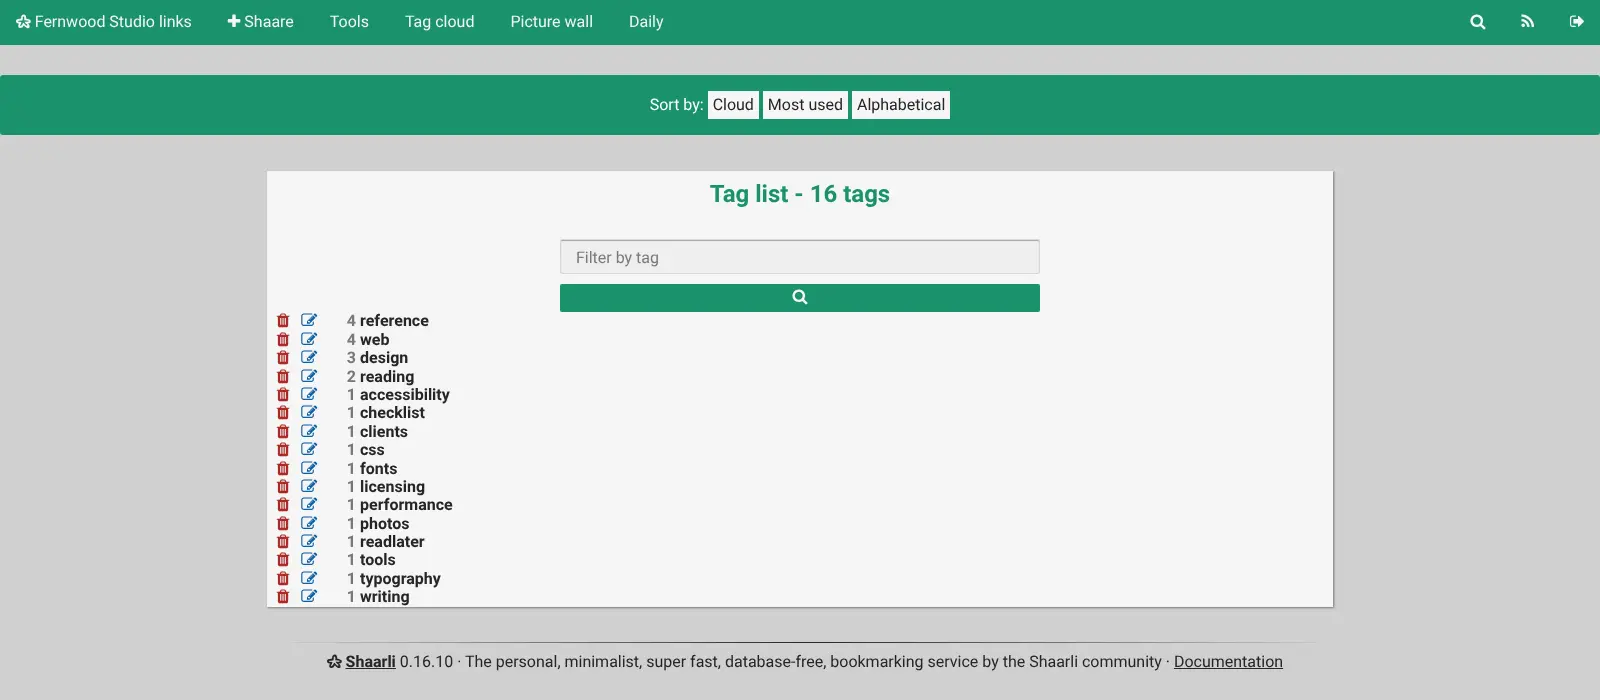 Fernwood Studio links Shaare Tools Tag cloud Picture wall Daily
Sort by: Cloud Most used Alphabetical
Tag list - 16 tags
Filter by tag
4 reference
4 web
3 design
2 reading
1 accessibility
1 checklist
1 clients
1 css
1 fonts
1 licensing
1 performance
1 photos
1 readlater
1 tools
1 typography
1 writing
Shaarli 0.16.10 · The personal, minimalist, super fast, database-free, bookmarking service by the Shaarli community · Documentation